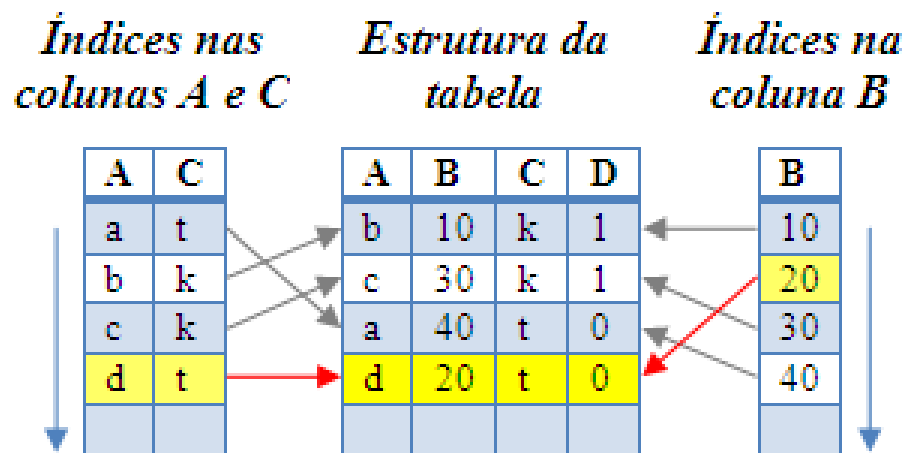 Índices nas
colunas A e C
Estrutura da
tabela
Índices na
coluna B
A C
a t
b k
c k
d t
A B C D
b 10 k 1
c 30 k 1
a 40 t 0
d 20 t 0
B
10
20
30
40